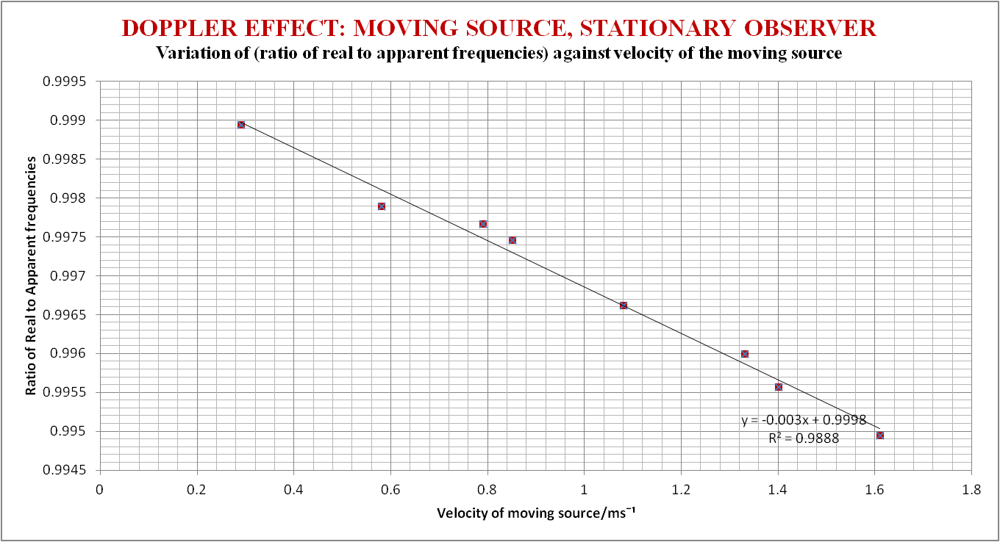 DOPPLER EFFECT: MOVING SOURCE, STATIONARY OBSERVER
Variation of (ratio of real to apparent frequencies) against velocity of the moving source
Ratio of Real to Apparent frequencies
0.9995
0.999
0.9985
0.998
0.9975
0.997
0.9965
0.996
0.9955
0.995
0.9945
y = -0.003x + 0.9998
R² = 0.9888
0 0.2 0.4 0.6 0.8 1 1.2 1.4 1.6 1.8
Velocity of moving source/ms⁻¹